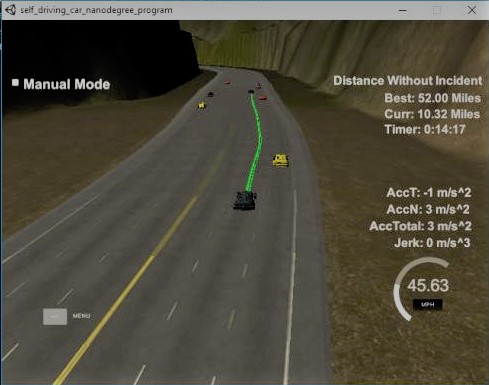 self_driving_car_nanodegree_program
Manual Mode
Distance Without Incident
Best: 52.00 Miles
Curr: 10.32 Miles
Timer: 0:14:17
AccT: -1 m/s^2
AccN: 3 m/s^2
AccTotal: 3 m/s^2
Jerk: 0 m/s^3
45.63
MPH
MENU